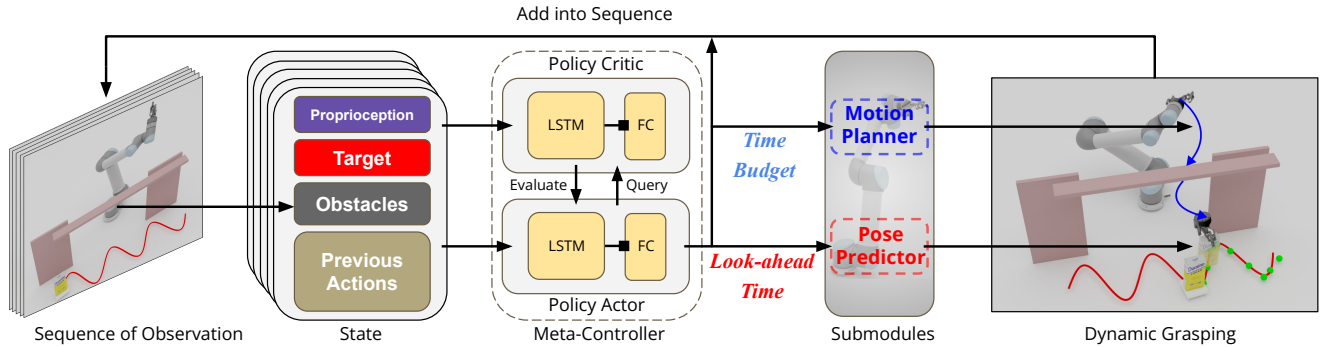 Add into Sequence
Proprioception
Target
Obstacles
Previous
Actions
Policy Critic
LSTM
FC
Evaluate
Query
LSTM
FC
Policy Actor
Time
Budget
Look-ahead
Time
Motion
Planner
Pose
Predictor
Sequence of Observation
State
Meta-Controller
Submodules
Dynamic Grasping